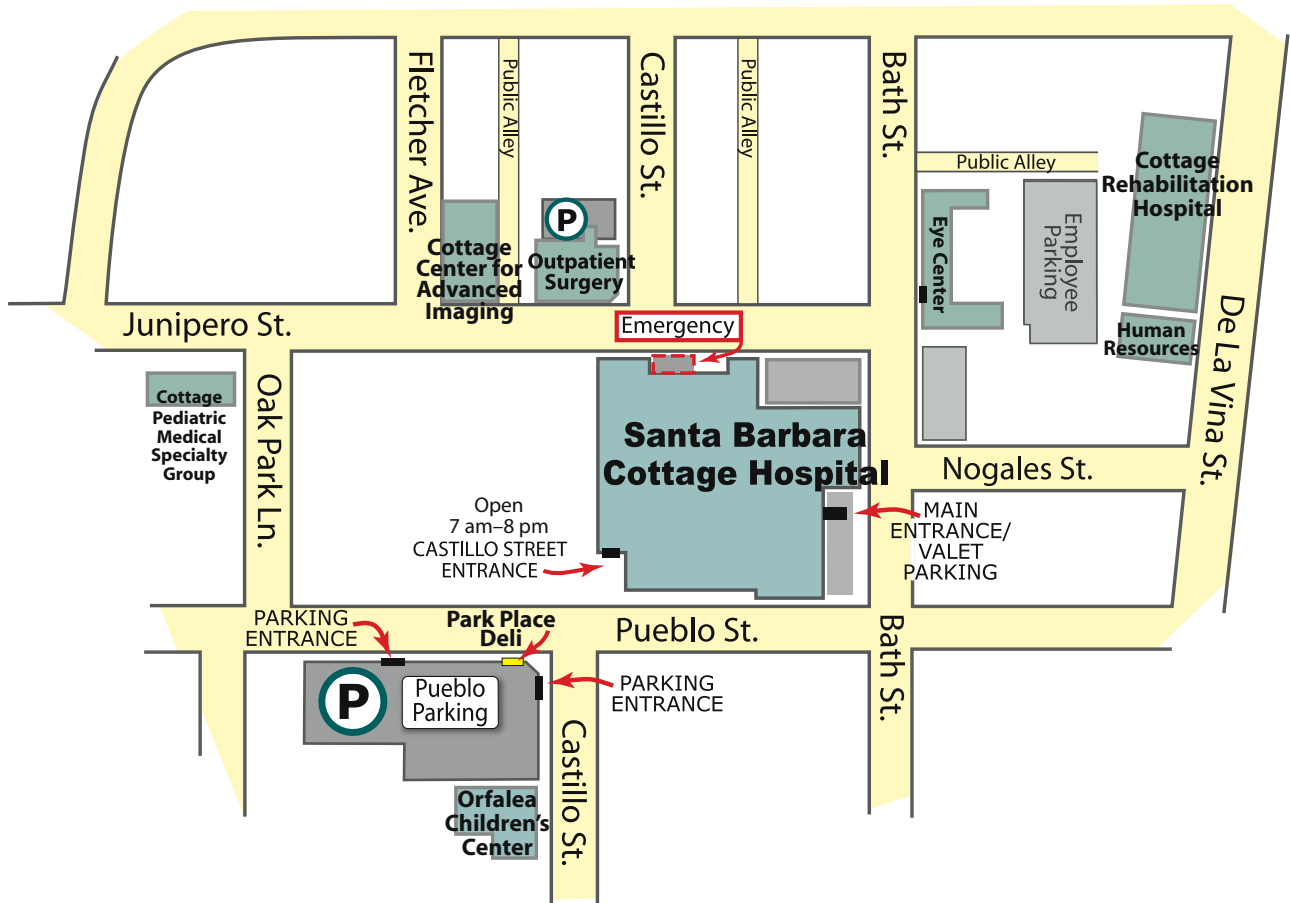 Fletcher Ave.
Public Alley
Castillo St.
Public Alley
Bath St.
Public Alley
Cottage
Rehabilitation
Hospital
P
Cottage
Center for
Advanced
Imaging
Outpatient
Surgery
Eye Center
Employee
Parking
Human
Resources
De La Vina St.
Junipero St.
Emergency
Cottage
Pediatric
Medical
Specialty
Group
Oak Park Ln.
Santa Barbara
Cottage Hospital
Nogales St.
Open
7 am–8 pm
CASTILLO STREET
ENTRANCE
MAIN
ENTRANCE/
VALET
PARKING
PARKING
ENTRANCE
Park Place
Deli
Pueblo St.
Bath St.
P
Pueblo
Parking
PARKING
ENTRANCE
Castillo St.
Orfalea
Children's
Center